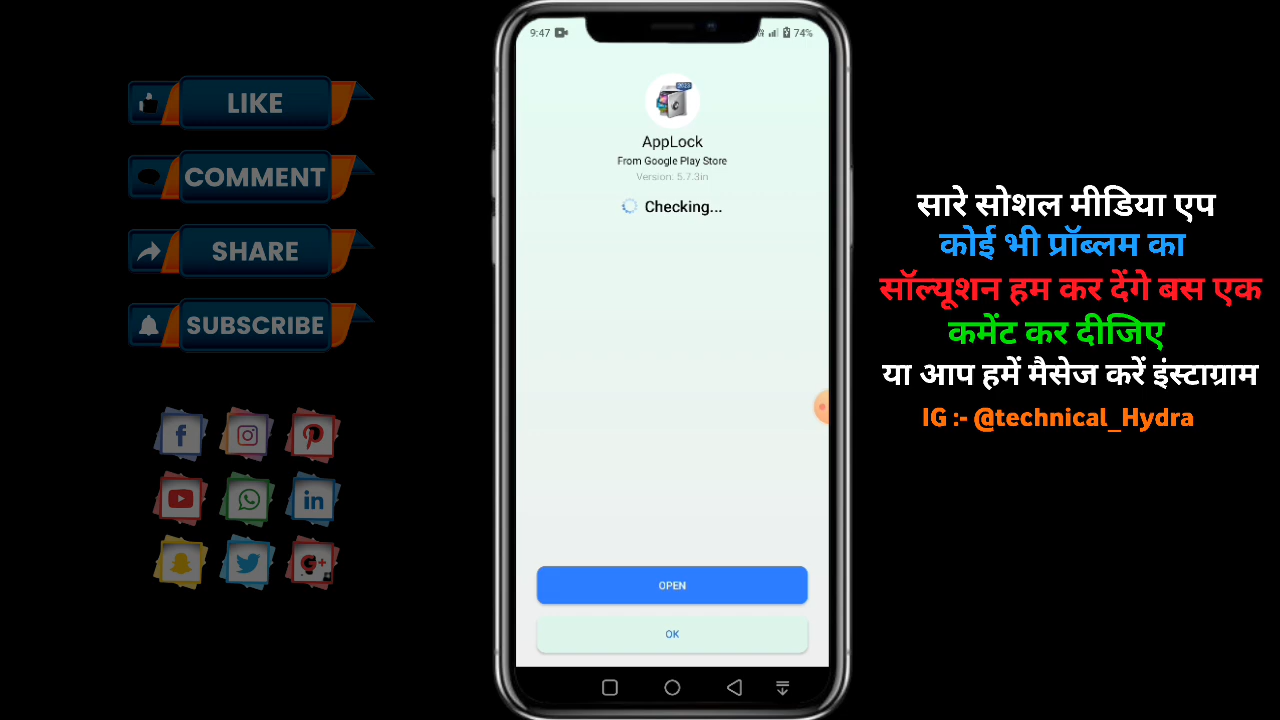 LIKE
COMMENT
SHARE
SUBSCRIBE
9:47
74%
AppLock
From Google Play Store
Version: 5.7.3in
Checking...
OPEN
OK
सारे सोशल मीडिया एप
कोई भी प्रॉब्लम का
सॉल्यूशन हम कर देंगे बस एक
कमेंट कर दीजिए
या आप हमें मैसेज करें इंस्टाग्राम
IG :- @technical_Hydra